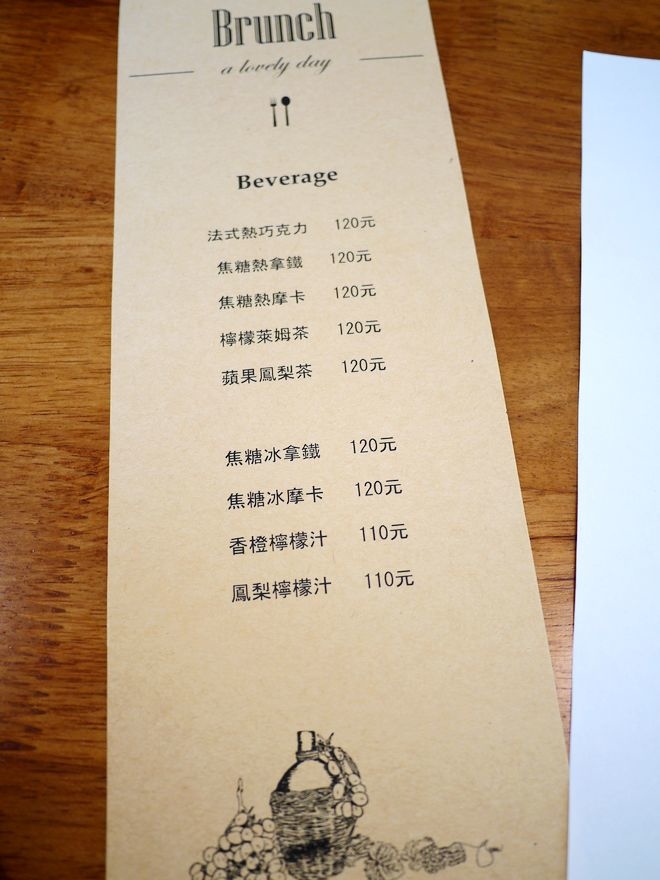 Brunch
a lovely day
Beverage
法式熱巧克力 120元
焦糖熱拿鐵 120元
焦糖熱摩卡 120元
檸檬萊姆茶 120元
蘋果鳳梨茶 120元
焦糖冰拿鐵 120元
焦糖冰摩卡 120元
香橙檸檬汁 110元
鳳梨檸檬汁 110元